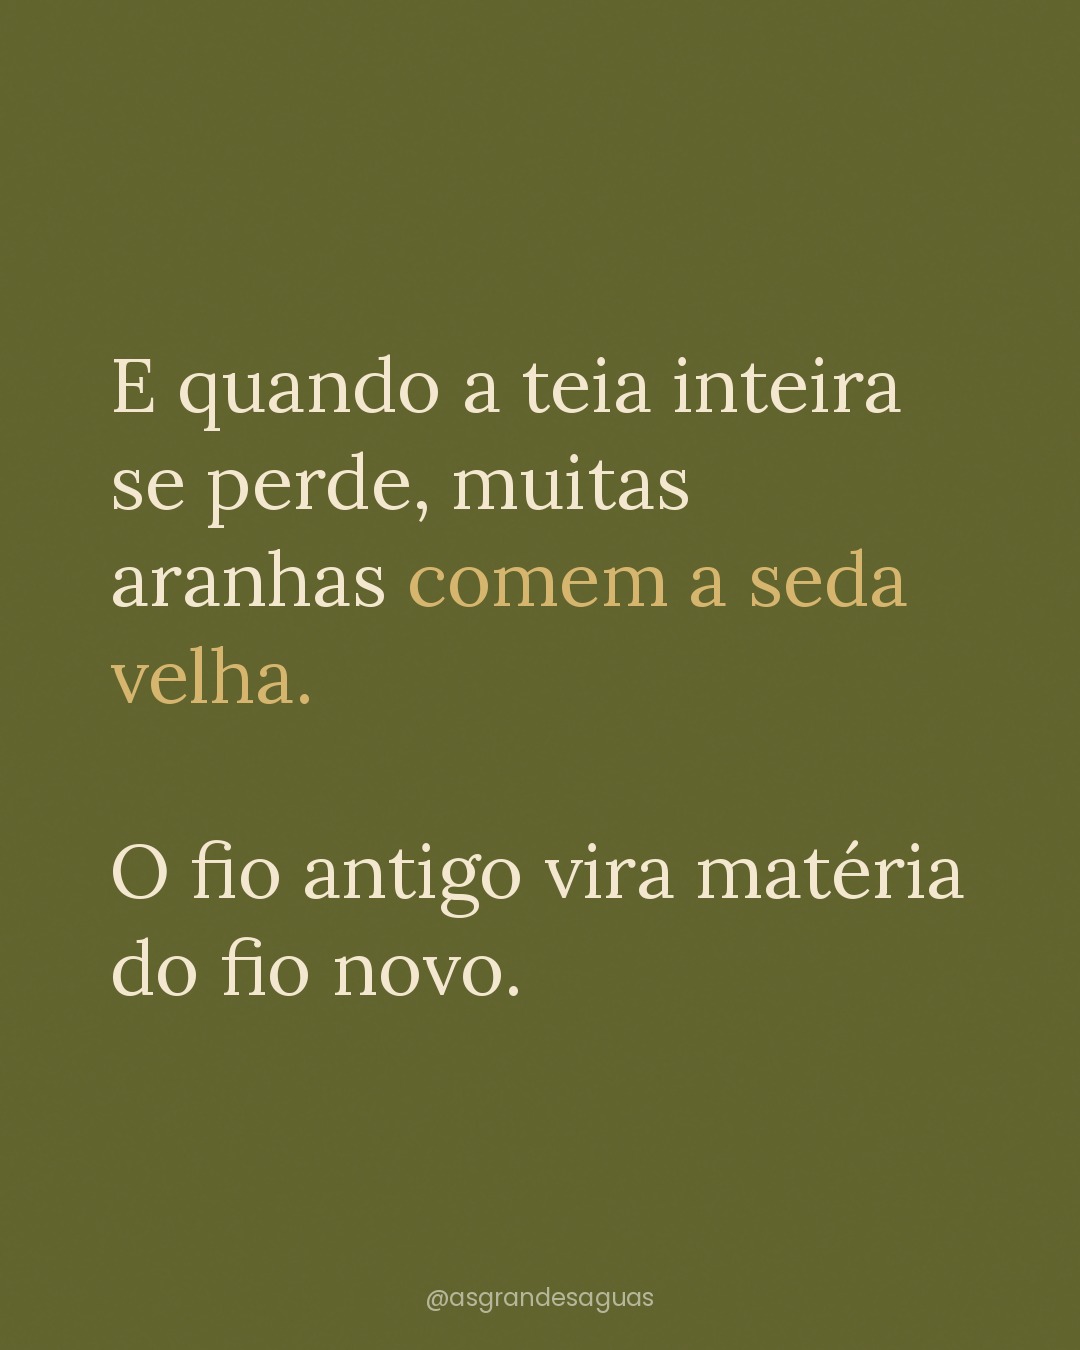 E quando a teia inteira
se perde, muitas
aranhas comem a seda
velha.
O fio antigo vira matéria
do fio novo.
@asgrandesaguas